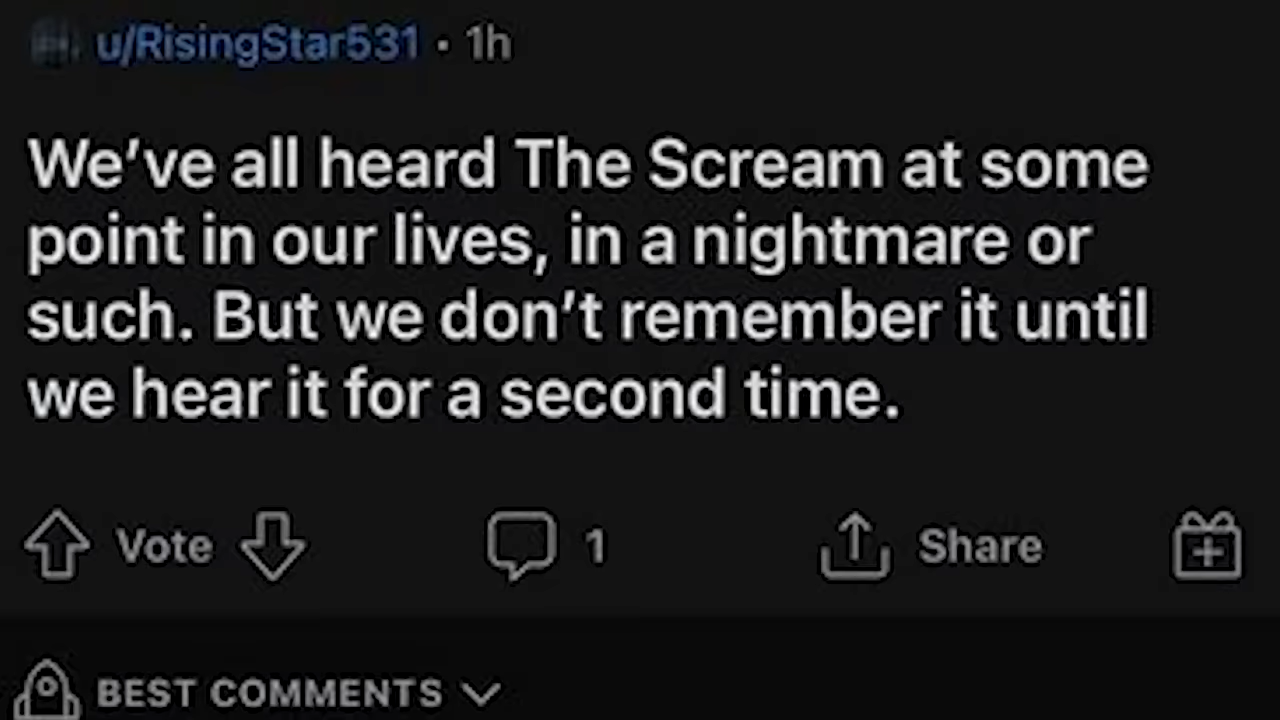 u/RisingStar531 • 1h
We've all heard The Scream at some
point in our lives, in a nightmare or
such. But we don't remember it until
we hear it for a second time.
Vote 1 Share
BEST COMMENTS